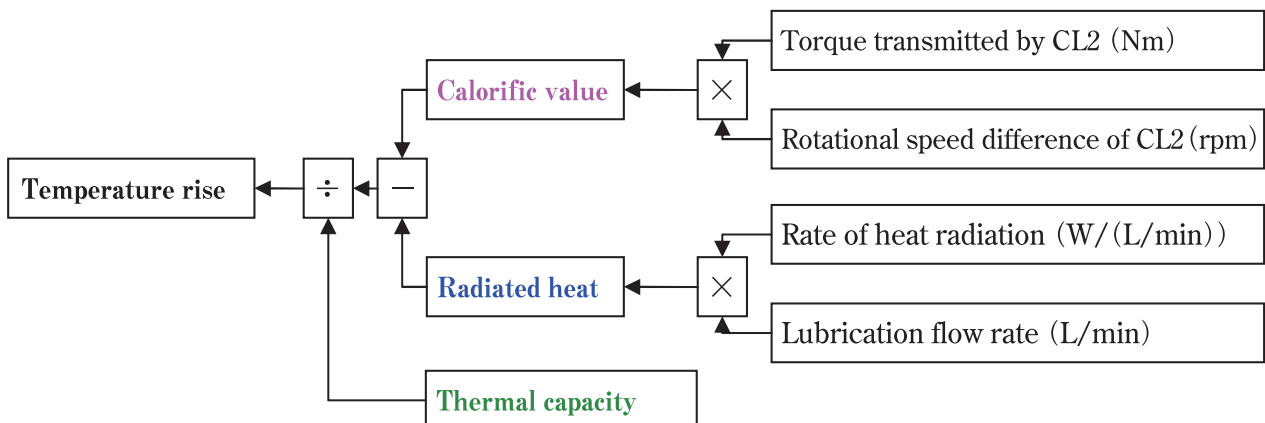 Torque transmitted by CL2 (Nm)
Calorific value
×
Rotational speed difference of CL2 (rpm)
Temperature rise
÷
−
Rate of heat radiation (W/(L/min))
Radiated heat
×
Lubrication flow rate (L/min)
Thermal capacity